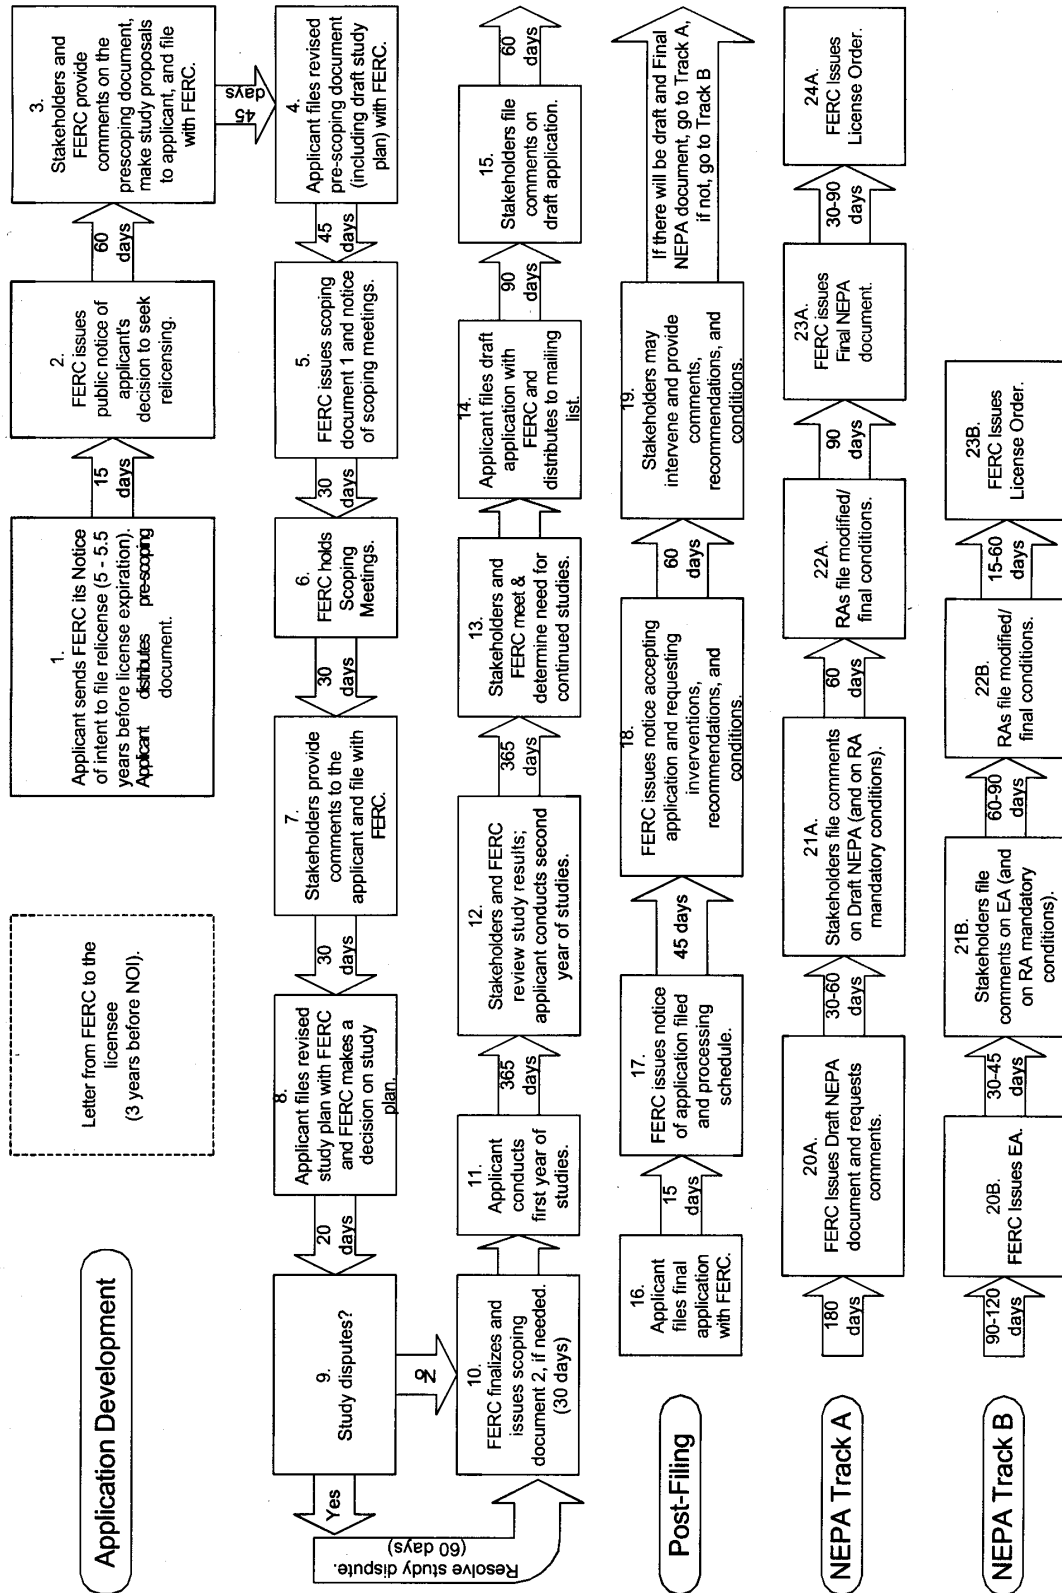 Application Development
Letter from FERC to the
licensee
(3 years before NOI).
1.
Applicant sends FERC its Notice
of intent to file relicense (5 - 5.5
years before license expiration).
Applicant distributes pre-scoping
document.
15
days
2.
FERC issues
public notice of
applicant's
decision to seek
relicensing.
60
days
3.
Stakeholders and
FERC provide
comments on the
prescoping document,
make study proposals
to applicant, and file
with FERC.
45
days
4.
Applicant files revised
pre-scoping document
(including draft study
plan) with FERC.
45
days
5.
FERC issues scoping
document 1 and notice
of scoping meetings.
30
days
6.
FERC holds
Scoping
Meetings.
30
days
7.
Stakeholders provide
comments to the
applicant and file with
FERC.
30
days
8.
Applicant files revised
study plan with FERC
and FERC makes a
decision on study
plan.
20
days
9.
Study disputes?
Yes
Resolve study dispute.
(60 days)
No
10.
FERC finalizes and
issues scoping
document 2, if needed.
(30 days)
11.
Applicant
conducts
first year of
studies.
365
days
12.
Stakeholders and FERC
review study results;
applicant conducts second
year of studies.
365
days
13.
Stakeholders and
FERC meet &
determine need for
continued studies.
14.
Applicant files draft
application with
FERC and
distributes to mailing
list.
90
days
15.
Stakeholders file
comments on
draft application.
60
days
Post-Filing
16.
Applicant
files final
application
with FERC.
15
days
17.
FERC issues notice
of application filed
and processing
schedule.
45 days
18.
FERC issues notice accepting
application and requesting
inverventions,
recommendations, and
conditions.
60
days
19.
Stakeholders may
intervene and provide
comments,
recommendations, and
conditions.
If there will be draft and Final
NEPA document, go to Track A,
if not, go to Track B
NEPA Track A
180
days
20A.
FERC Issues Draft NEPA
document and requests
comments.
30-60
days
21A.
Stakeholders file comments
on Draft NEPA (and on RA
mandatory conditions).
60
days
22A.
RAs file modified/
final conditions.
90
days
23A.
FERC issues
Final NEPA
document.
30-90
days
24A.
FERC Issues
License Order.
NEPA Track B
90-120
days
20B.
FERC Issues EA.
30-45
days
21B.
Stakeholders file
comments on EA (and
on RA mandatory
conditions).
60-90
days
22B.
RAs file modified/
final conditions.
15-60
days
23B.
FERC Issues
License Order.